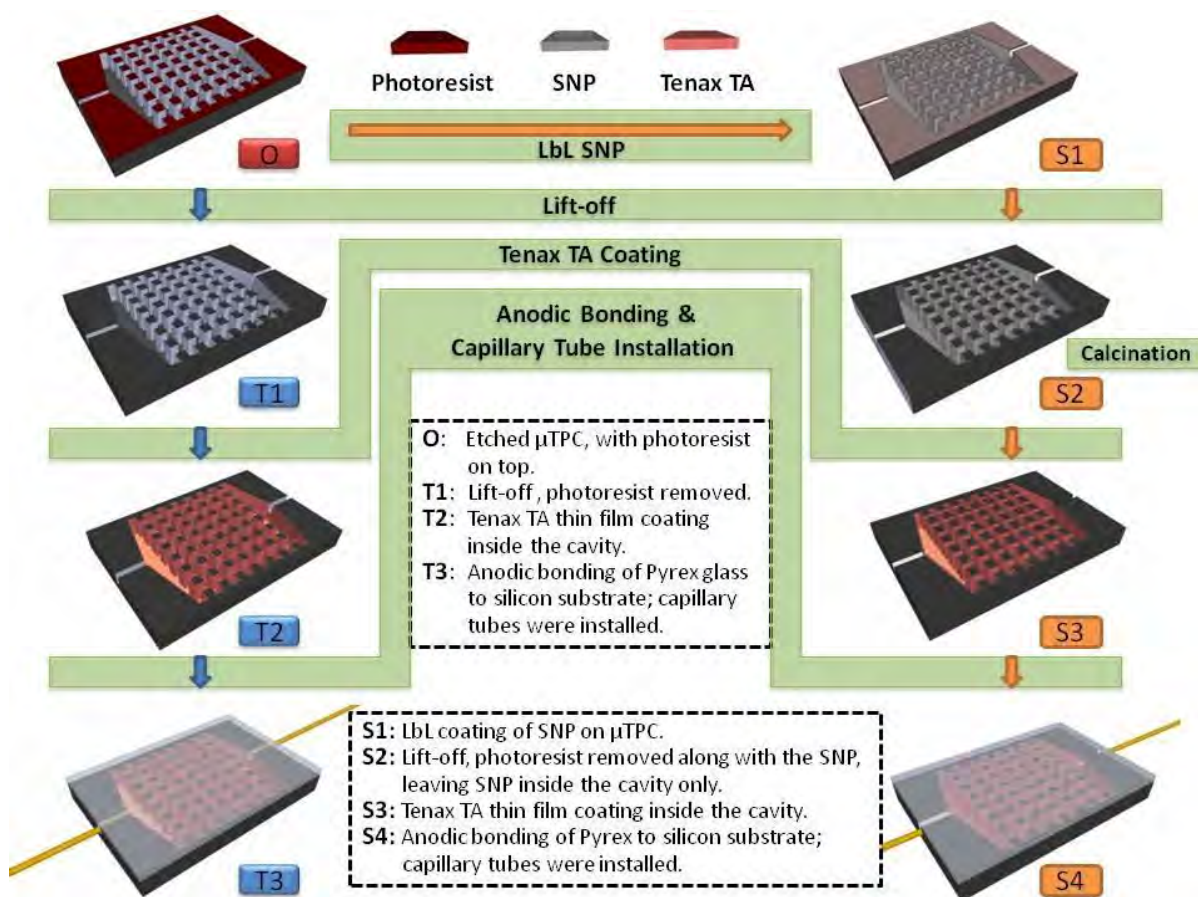 Photoresist
SNP
Tenax TA
O
LbL SNP
S1
Lift-off
Tenax TA Coating
Anodic Bonding &
Capillary Tube Installation
Calcination
T1
S2
O: Etched µTPC, with photoresist
on top.
T1: Lift-off , photoresist removed.
T2: Tenax TA thin film coating
inside the cavity.
T3: Anodic bonding of Pyrex glass
to silicon substrate; capillary
tubes were installed.
T2
S3
S1: LbL coating of SNP on µTPC.
S2: Lift-off, photoresist removed along with the SNP,
leaving SNP inside the cavity only.
S3: Tenax TA thin film coating inside the cavity.
S4: Anodic bonding of Pyrex to silicon substrate;
capillary tubes were installed.
T3
S4